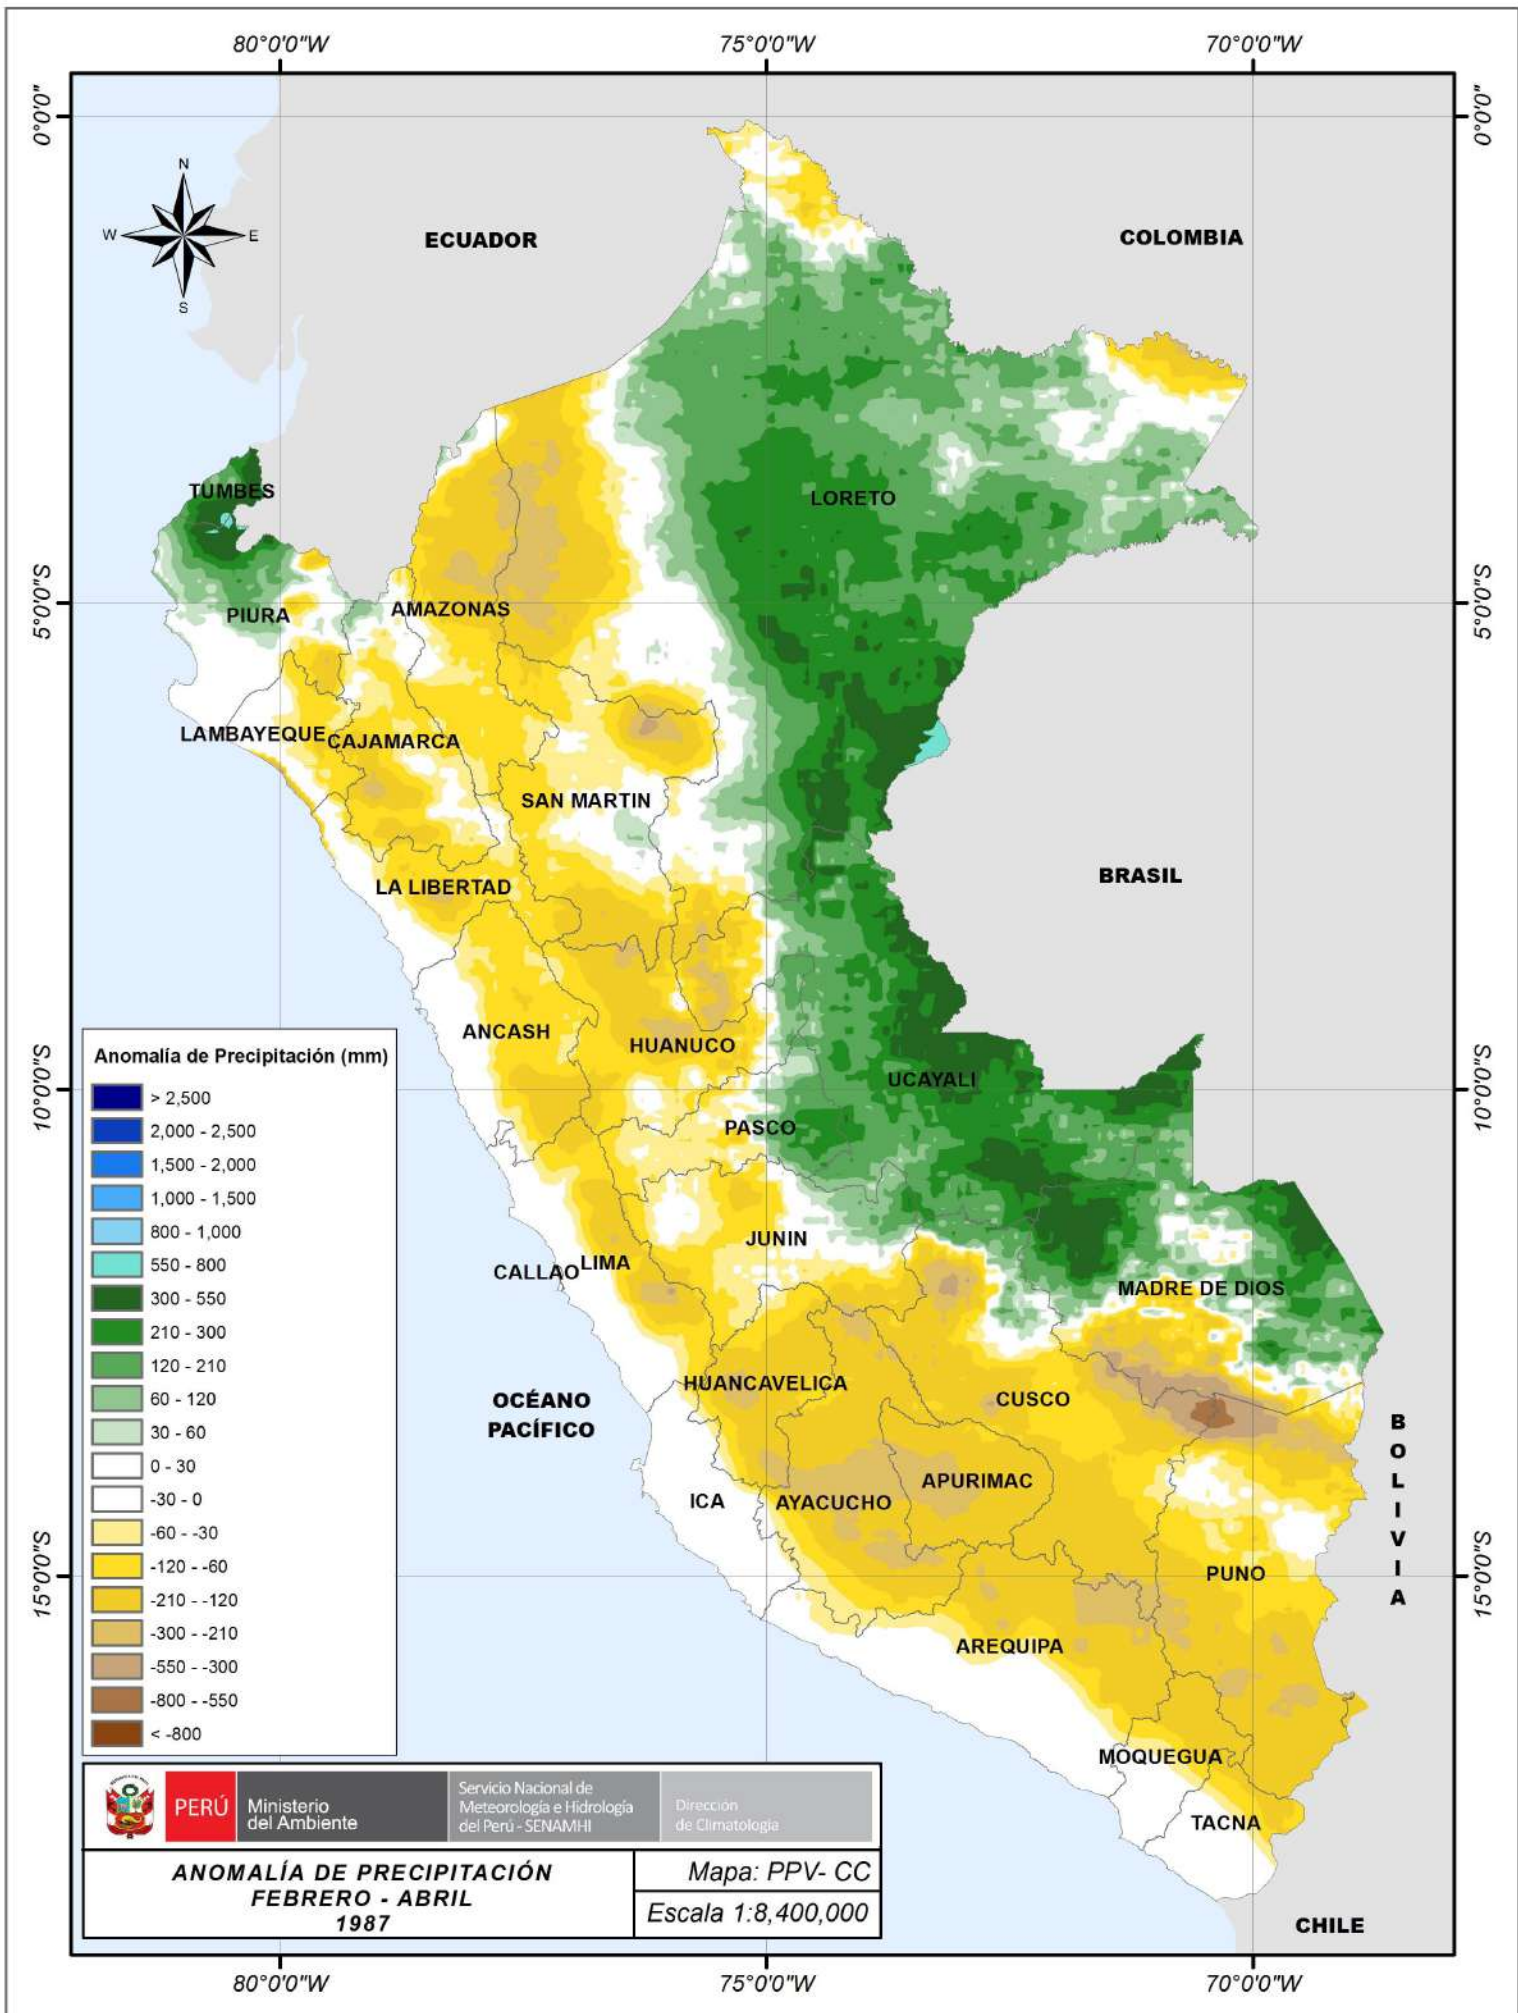 80°0'0"W
75°0'0"W
70°0'0"W
0°0'0"
0°0'0"
N
W
E
S
ECUADOR
COLOMBIA
TUMBES
LORETO
5°0'0"S
PIURA
AMAZONAS
5°0'0"S
LAMBAYEQUE
CAJAMARCA
SAN MARTIN
LA LIBERTAD
BRASIL
ANCASH
HUANUCO
UCAYALI
10°0'0"S
10°0'0"S
PASCO
JUNIN
CALLAO
LIMA
MADRE DE DIOS
HUANCAVELICA
CUSCO
OCÉANO
PACÍFICO
BOLIVIA
ICA
AYACUCHO
APURIMAC
15°0'0"S
PUNO
15°0'0"S
AREQUIPA
MOQUEGUA
TACNA
CHILE
Anomalía de Precipitación (mm)
> 2,500
2,000 - 2,500
1,500 - 2,000
1,000 - 1,500
800 - 1,000
550 - 800
300 - 550
210 - 300
120 - 210
60 - 120
30 - 60
0 - 30
-30 - 0
-60 - -30
-120 - -60
-210 - -120
-300 - -210
-550 - -300
-800 - -550
< -800
PERÚ
Ministerio
del Ambiente
Servicio Nacional de
Meteorología e Hidrología
del Perú - SENAMHI
Dirección
de Climatología
ANOMALÍA DE PRECIPITACIÓN
FEBRERO - ABRIL
1987
Mapa: PPV- CC
Escala 1:8,400,000
80°0'0"W
75°0'0"W
70°0'0"W